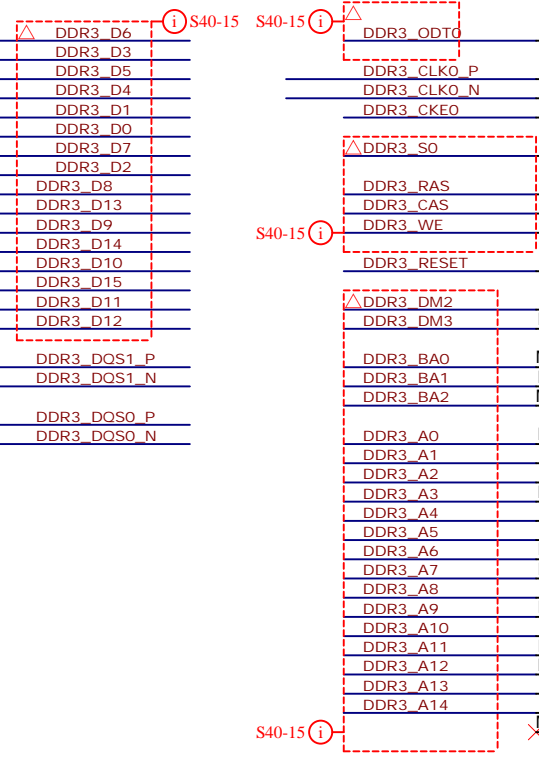 i S40-15
DDR3_D6
DDR3_D3
DDR3_D5
DDR3_D4
DDR3_D1
DDR3_D0
DDR3_D7
DDR3_D2
DDR3_D8
DDR3_D13
DDR3_D9
DDR3_D14
DDR3_D10
DDR3_D15
DDR3_D11
DDR3_D12
DDR3_DQS1_P
DDR3_DQS1_N
DDR3_DQS0_P
DDR3_DQS0_N
S40-15 i
DDR3_ODT0
DDR3_CLK0_P
DDR3_CLK0_N
DDR3_CKE0
DDR3_S0
DDR3_RAS
DDR3_CAS
S40-15 i
DDR3_WE
DDR3_RESET
DDR3_DM2
DDR3_DM3
DDR3_BA0
DDR3_BA1
DDR3_BA2
DDR3_A0
DDR3_A1
DDR3_A2
DDR3_A3
DDR3_A4
DDR3_A5
DDR3_A6
DDR3_A7
DDR3_A8
DDR3_A9
DDR3_A10
DDR3_A11
DDR3_A12
DDR3_A13
DDR3_A14
S40-15 i